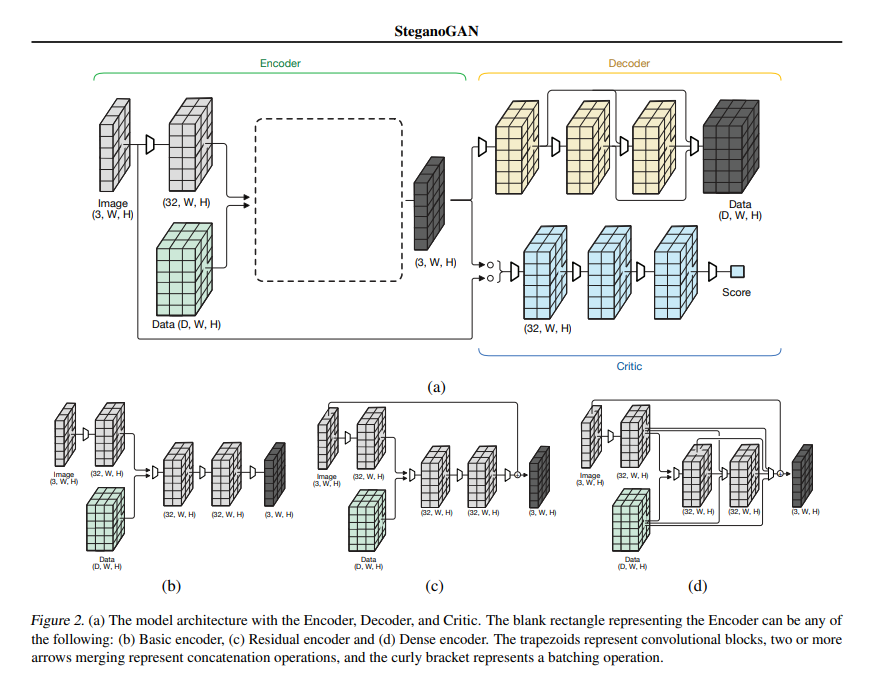 SteganoGAN
Encoder
Decoder
Image
(3, W, H)
(32, W, H)
Data (D, W, H)
(3, W, H)
Data
(D, W, H)
(32, W, H)
Score
Critic
(a)
Image
(3, W, H)
(32, W, H)
Data
(D, W, H)
(32, W, H)
(32, W, H)
(3, W, H)
(b)
Image
(3, W, H)
(32, W, H)
Data
(D, W, H)
(32, W, H)
(32, W, H)
(3, W, H)
(c)
Image
(3, W, H)
(32, W, H)
Data
(D, W, H)
(32, W, H)
(32, W, H)
(3, W, H)
(d)
Figure 2. (a) The model architecture with the Encoder, Decoder, and Critic. The blank rectangle representing the Encoder can be any of
the following: (b) Basic encoder, (c) Residual encoder and (d) Dense encoder. The trapezoids represent convolutional blocks, two or more
arrows merging represent concatenation operations, and the curly bracket represents a batching operation.